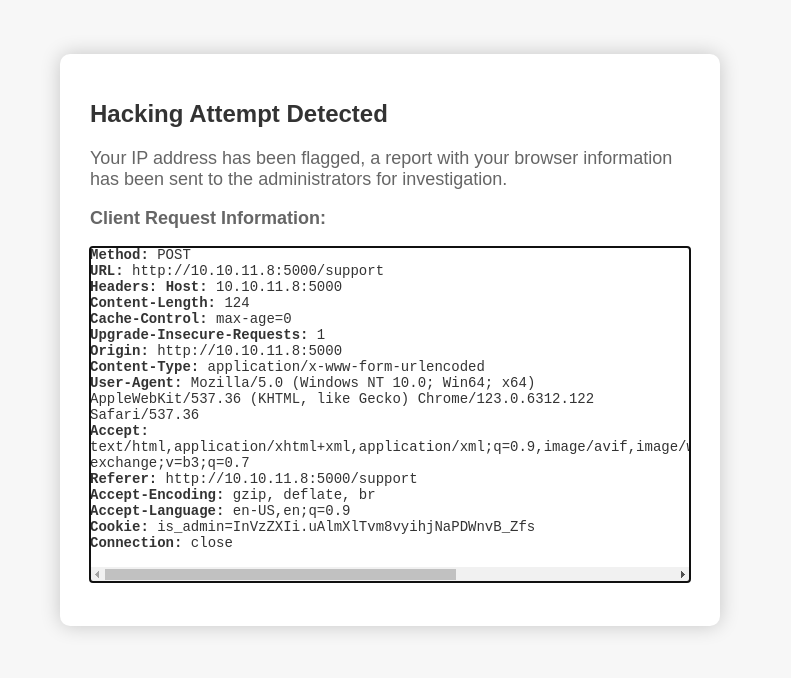 Hacking Attempt Detected
Your IP address has been flagged, a report with your browser information
has been sent to the administrators for investigation.
Client Request Information:
Method: POST
URL: http://10.10.11.8:5000/support
Headers: Host: 10.10.11.8:5000
Content-Length: 124
Cache-Control: max-age=0
Upgrade-Insecure-Requests: 1
Origin: http://10.10.11.8:5000
Content-Type: application/x-www-form-urlencoded
User-Agent: Mozilla/5.0 (Windows NT 10.0; Win64; x64)
AppleWebKit/537.36 (KHTML, like Gecko) Chrome/123.0.6312.122
Safari/537.36
Accept:
text/html,application/xhtml+xml,application/xml;q=0.9,image/avif,image/w
exchange;v=b3;q=0.7
Referer: http://10.10.11.8:5000/support
Accept-Encoding: gzip, deflate, br
Accept-Language: en-US,en;q=0.9
Cookie: is_admin=InVzZXIi.uAlmXlTvm8vyihjNaPDWnvB_Zfs
Connection: close